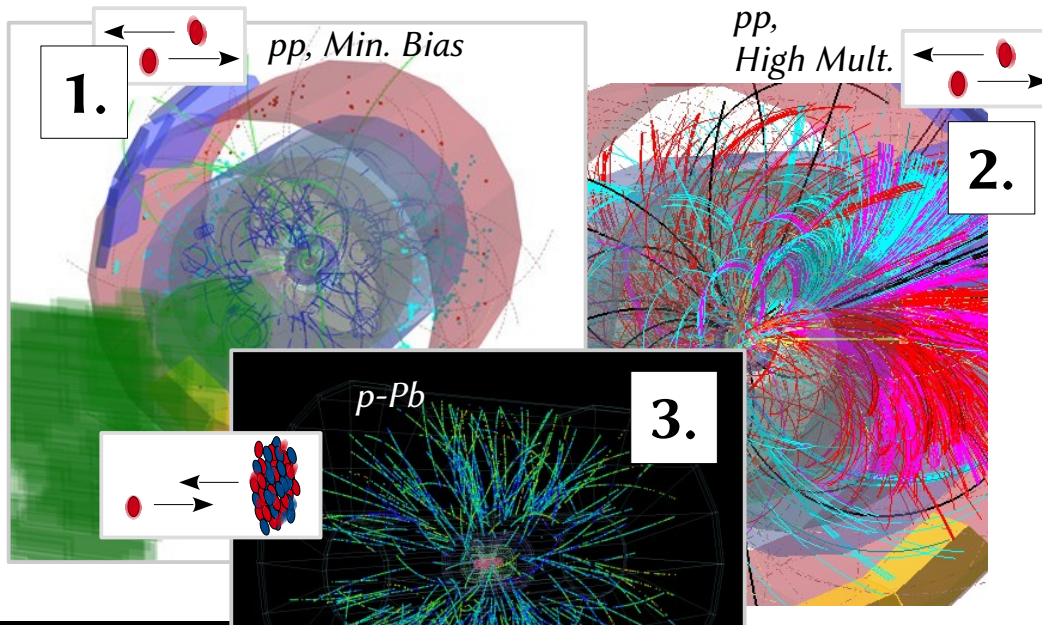 1.
pp, Min. Bias
pp,
High Mult.
2.
p-Pb
3.